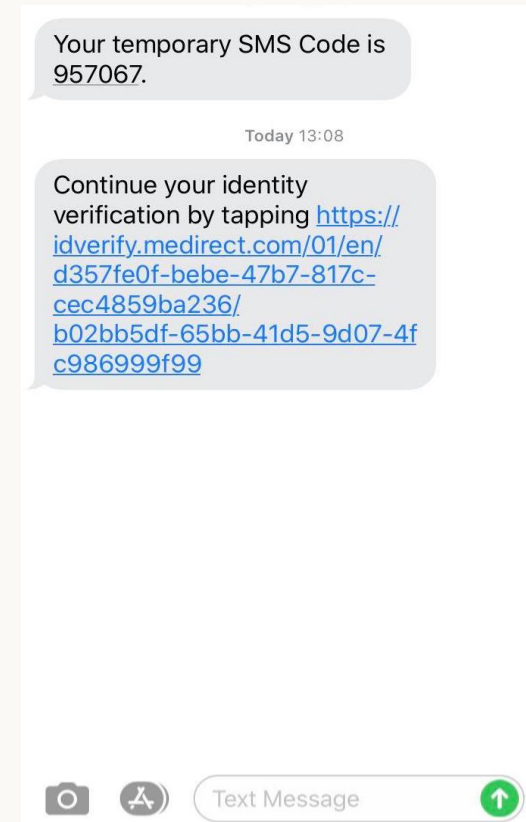 Your temporary SMS Code is
957067.
Today 13:08
Continue your identity
verification by tapping https://
idverify.medirect.com/01/en/
d357fe0f-bebe-47b7-817c-
cec4859ba236/
b02bb5df-65bb-41d5-9d07-4f
c986999f99
Text Message